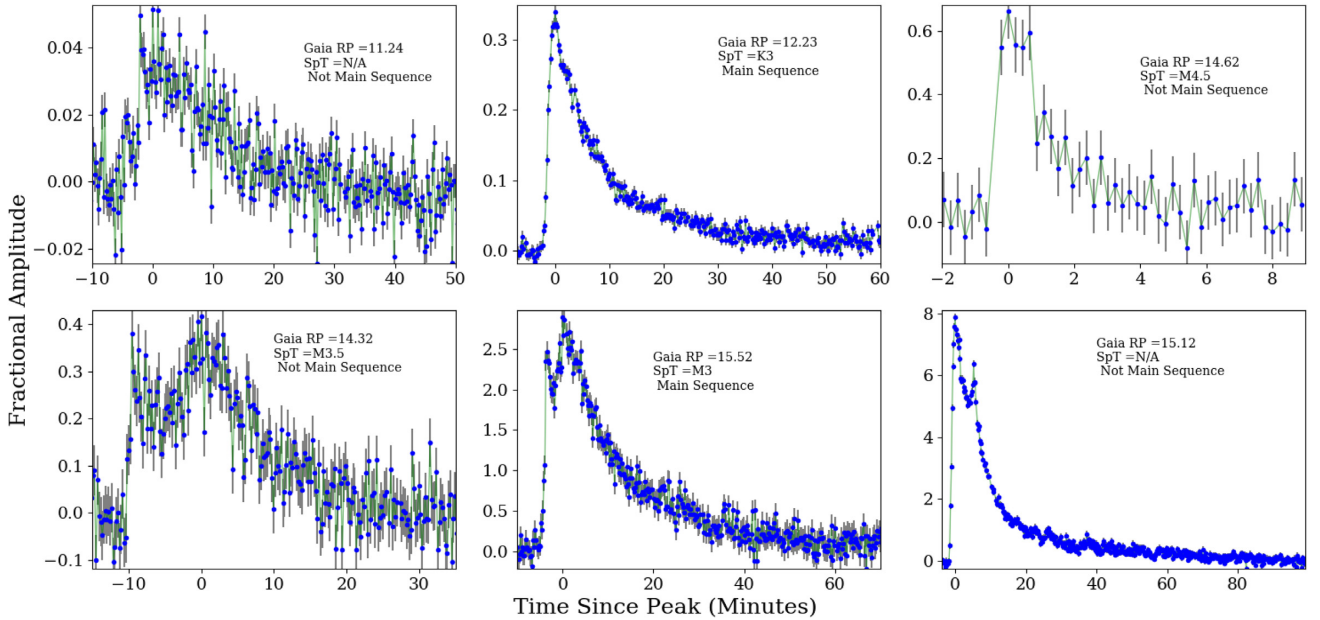 Fractional Amplitude
0.04
0.02
0.00
−0.02
Gaia RP =11.24
SpT =N/A
Not Main Sequence
−10 0 10 20 30 40 50
0.3
0.2
0.1
0.0
Gaia RP =12.23
SpT =K3
Main Sequence
0 10 20 30 40 50 60
0.6
0.4
0.2
0.0
Gaia RP =14.62
SpT =M4.5
Not Main Sequence
−2 0 2 4 6 8
0.4
0.3
0.2
0.1
0.0
−0.1
Gaia RP =14.32
SpT =M3.5
Not Main Sequence
−10 0 10 20 30
2.5
2.0
1.5
1.0
0.5
0.0
Gaia RP =15.52
SpT =M3
Main Sequence
0 20 40 60
8
6
4
2
0
Gaia RP =15.12
SpT =N/A
Not Main Sequence
0 20 40 60 80
Time Since Peak (Minutes)